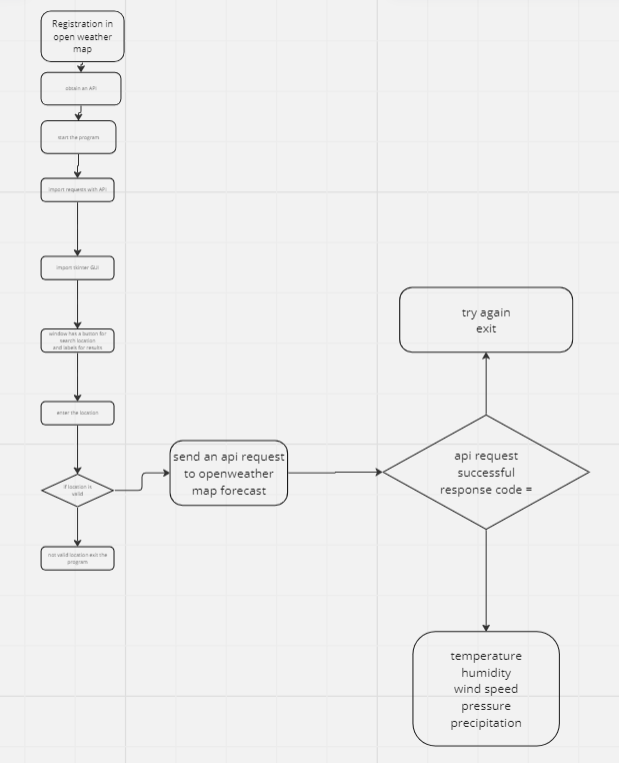 Registration in
open weather
map
obtain an API
start the program
import requests with API
import tkinter GUI
window has a button for
search location
and labels for results
enter the location
if location is
valid
not valid location exit the
program
send an api request
to openweather
map forecast
try again
exit
api request
successful
response code =
temperature
humidity
wind speed
pressure
precipitation